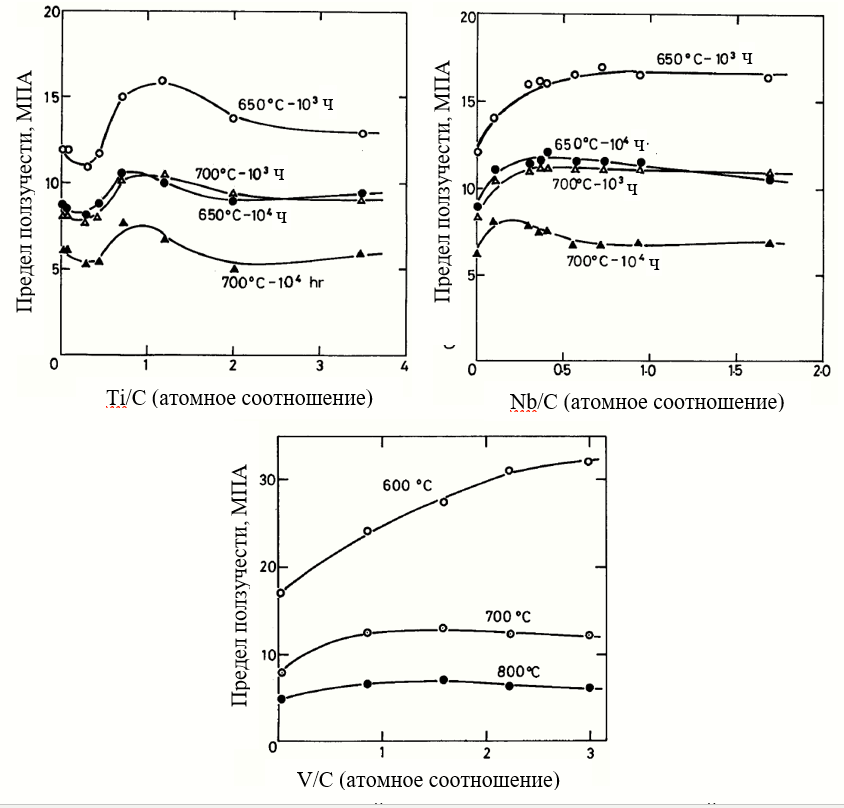 20
15
10
5
0
1
2
3
4
Предел ползучести, МПА
650°C-10³ Ч
700°C-10³ Ч
650°C-10⁴ Ч
700°C-10⁴ hr
Ti/C (атомное соотношение)
20
15
10
5
0
0·5
1·0
1·5
2·0
Предел ползучести, МПА
650°C-10³ Ч
650°C-10⁴ Ч
700°C-10³ Ч
700°C-10⁴ Ч
Nb/C (атомное соотношение)
30
20
10
0
1
2
3
Предел ползучести, МПА
600 °C
700 °C
800°C
V/C (атомное соотношение)